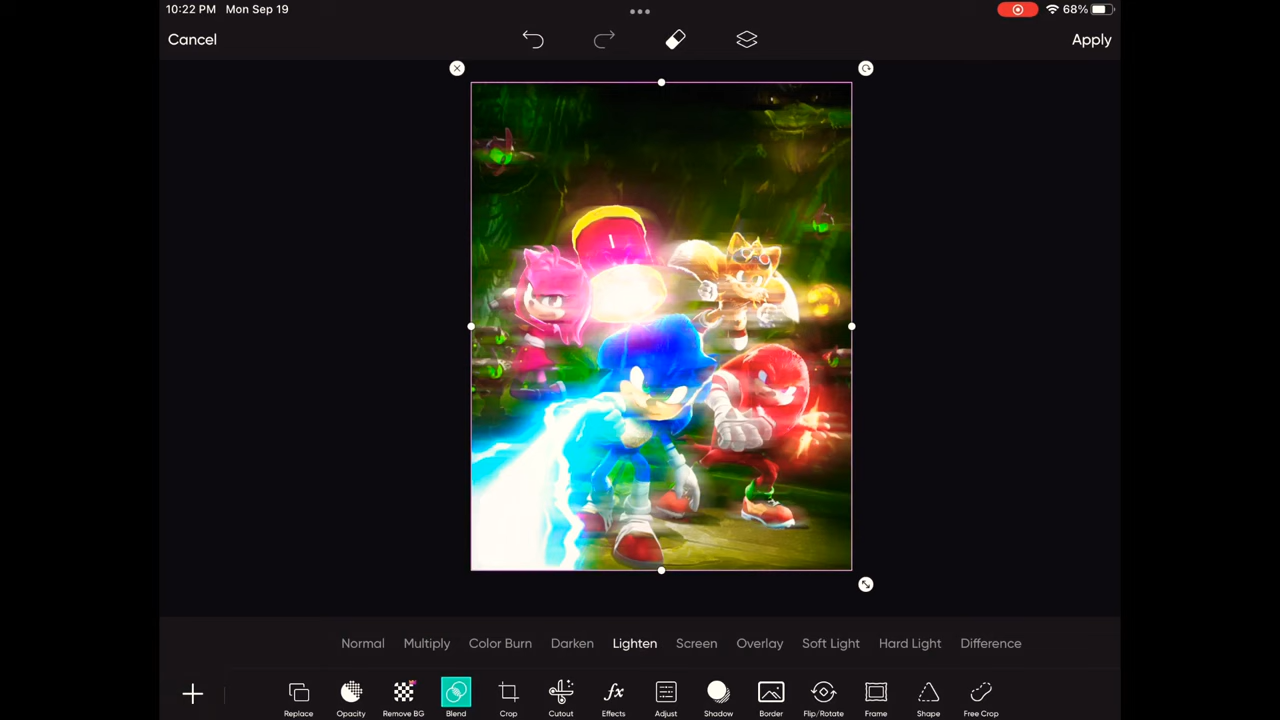 10:22 PM Mon Sep 19
68%
Cancel
Apply
Normal Multiply Color Burn Darken Lighten Screen Overlay Soft Light Hard Light Difference
Replace Opacity Remove BG Blend Crop Cutout Effects Adjust Shadow Border Flip/Rotate Frame Shape Free Crop